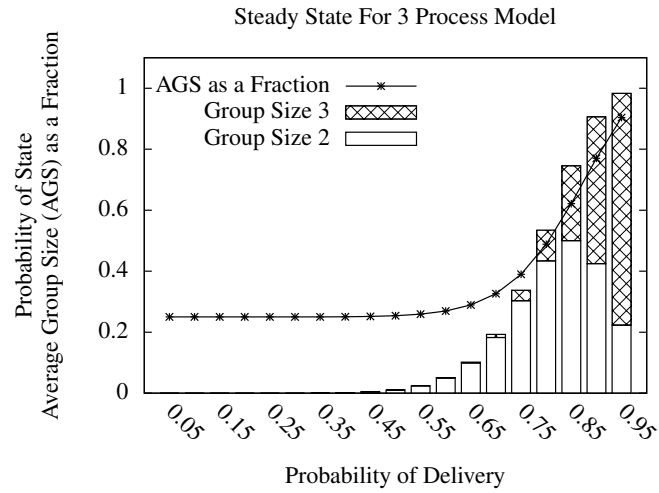 Steady State For 3 Process Model
Probability of State
Average Group Size (AGS) as a Fraction
1
0.8
0.6
0.4
0.2
0
AGS as a Fraction
Group Size 3
Group Size 2
0.05
0.15
0.25
0.35
0.45
0.55
0.65
0.75
0.85
0.95
Probability of Delivery